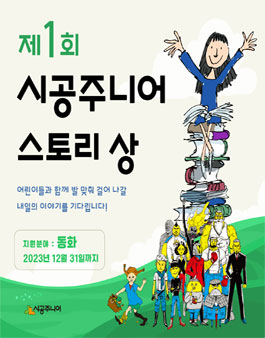 제1회
시공주니어
스토리 상
어린이들과 함께 발 맞춰 걸어 나갈
내일의 이야기를 기다립니다!
지원분야 : 동화
2023년 12월 31일까지
시공주니어